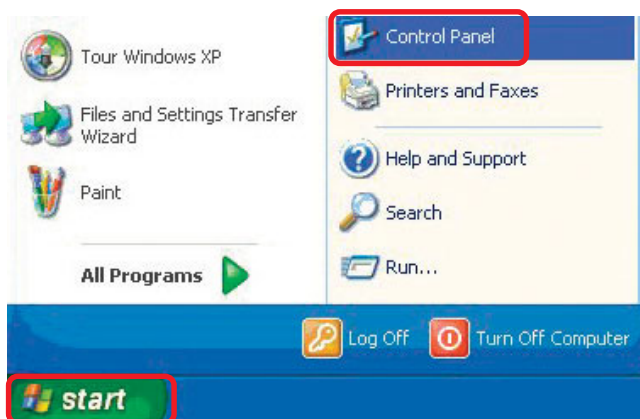 Tour Windows XP
Files and Settings Transfer
Wizard
Paint
All Programs
Control Panel
Printers and Faxes
Help and Support
Search
Run...
Log Off
Turn Off Computer
start